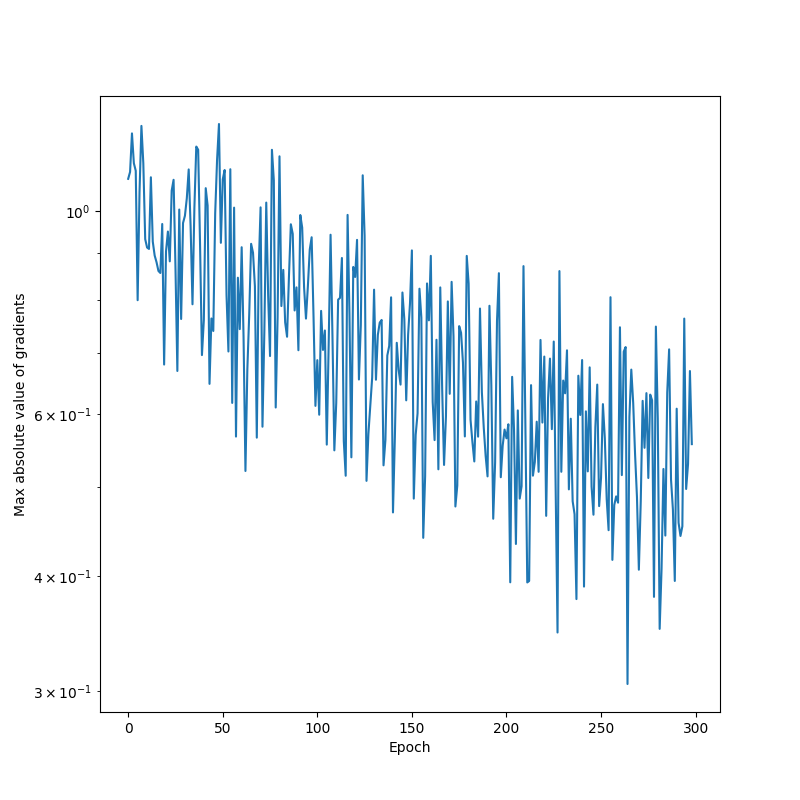 Max absolute value of gradients
10⁰
6 × 10⁻¹
4 × 10⁻¹
3 × 10⁻¹
0 50 100 150 200 250 300
Epoch